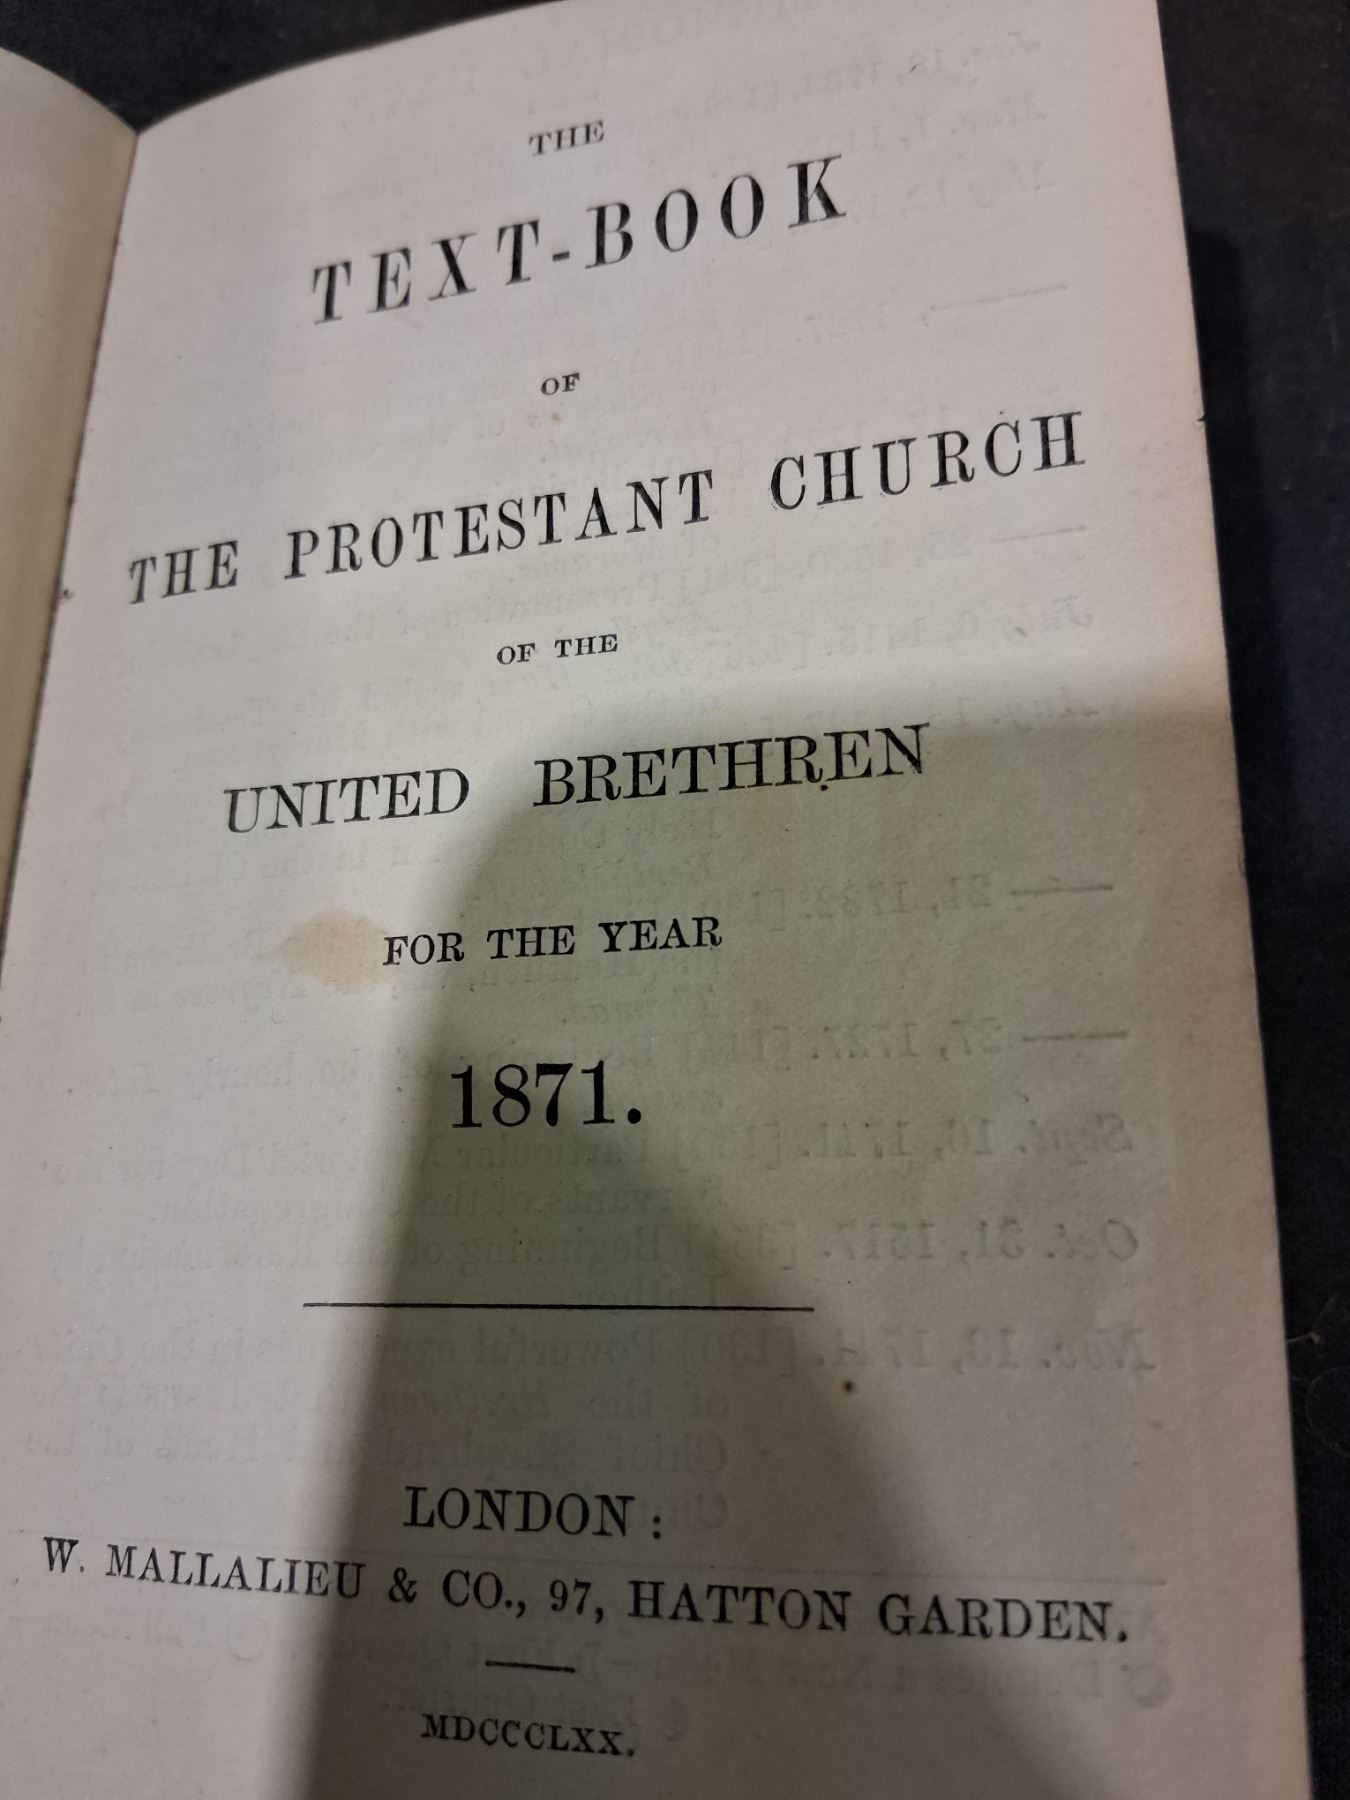 THE
TEXT-BOOK
OF
THE PROTESTANT CHURCH
OF THE
UNITED BRETHREN
FOR THE YEAR
1871.
LONDON:
W. MALLALIEU & CO., 97, HATTON GARDEN.
MDCCCLXX.